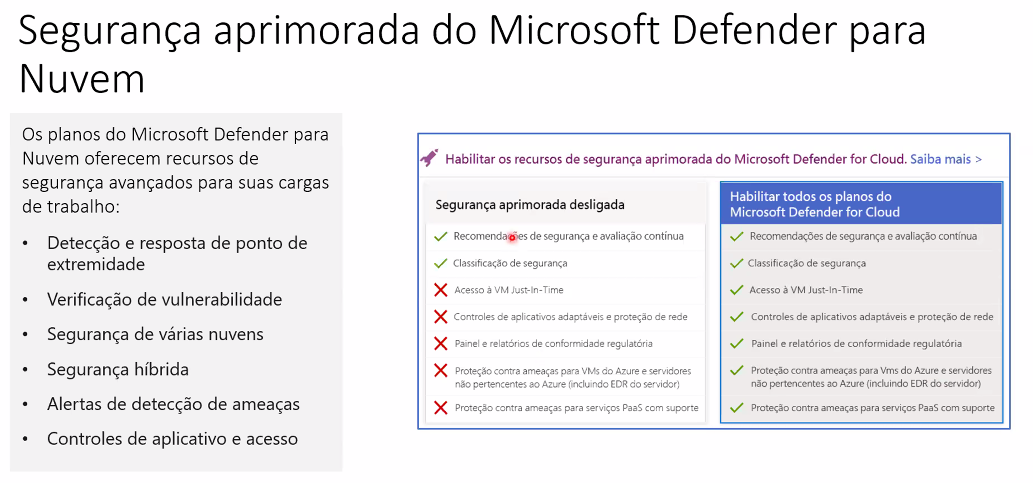 Segurança aprimorada do Microsoft Defender para
Nuvem
Os planos do Microsoft Defender para
Nuvem oferecem recursos de
segurança avançados para suas cargas
de trabalho:
• Detecção e resposta de ponto de
extremidade
• Verificação de vulnerabilidade
• Segurança de várias nuvens
• Segurança híbrida
• Alertas de detecção de ameaças
• Controles de aplicativo e acesso
Habilitar os recursos de segurança aprimorada do Microsoft Defender for Cloud. Saiba mais >
Segurança aprimorada desligada
Recomendações de segurança e avaliação contínua
Classificação de segurança
Acesso à VM Just-In-Time
Controles de aplicativos adaptáveis e proteção de rede
Painel e relatórios de conformidade regulatória
Proteção contra ameaças para VMs do Azure e servidores
não pertencentes ao Azure (incluindo EDR do servidor)
Proteção contra ameaças para serviços PaaS com suporte
Habilitar todos os planos do
Microsoft Defender for Cloud
Recomendações de segurança e avaliação contínua
Classificação de segurança
Acesso à VM Just-In-Time
Controles de aplicativos adaptáveis e proteção de rede
Painel e relatórios de conformidade regulatória
Proteção contra ameaças para Vms do Azure e servidores
não pertencentes ao Azure (incluindo EDR do servidor)
Proteção contra ameaças para serviços PaaS com suporte